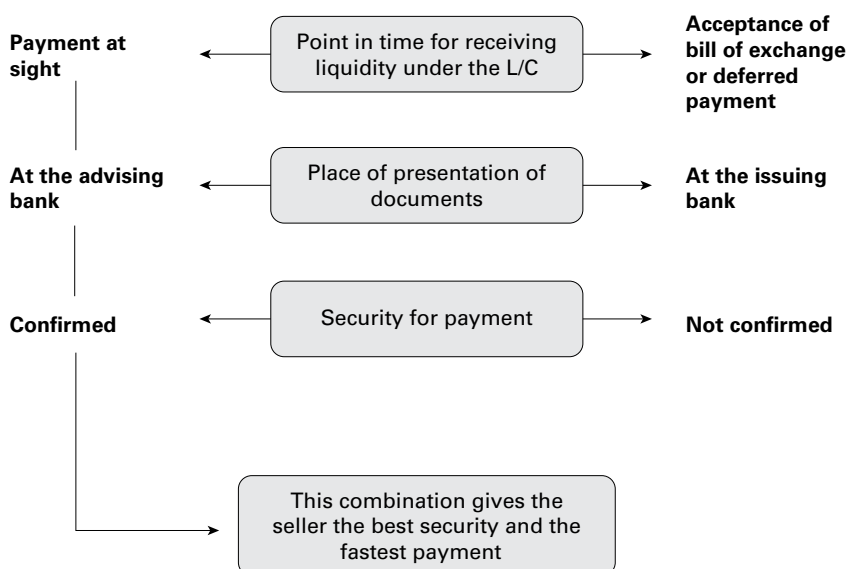 Payment at
sight
Point in time for receiving
liquidity under the L/C
Acceptance of
bill of exchange
or deferred
payment
At the advising
bank
Place of presentation of
documents
At the issuing
bank
Confirmed
Security for payment
Not confirmed
This combination gives the
seller the best security and the
fastest payment